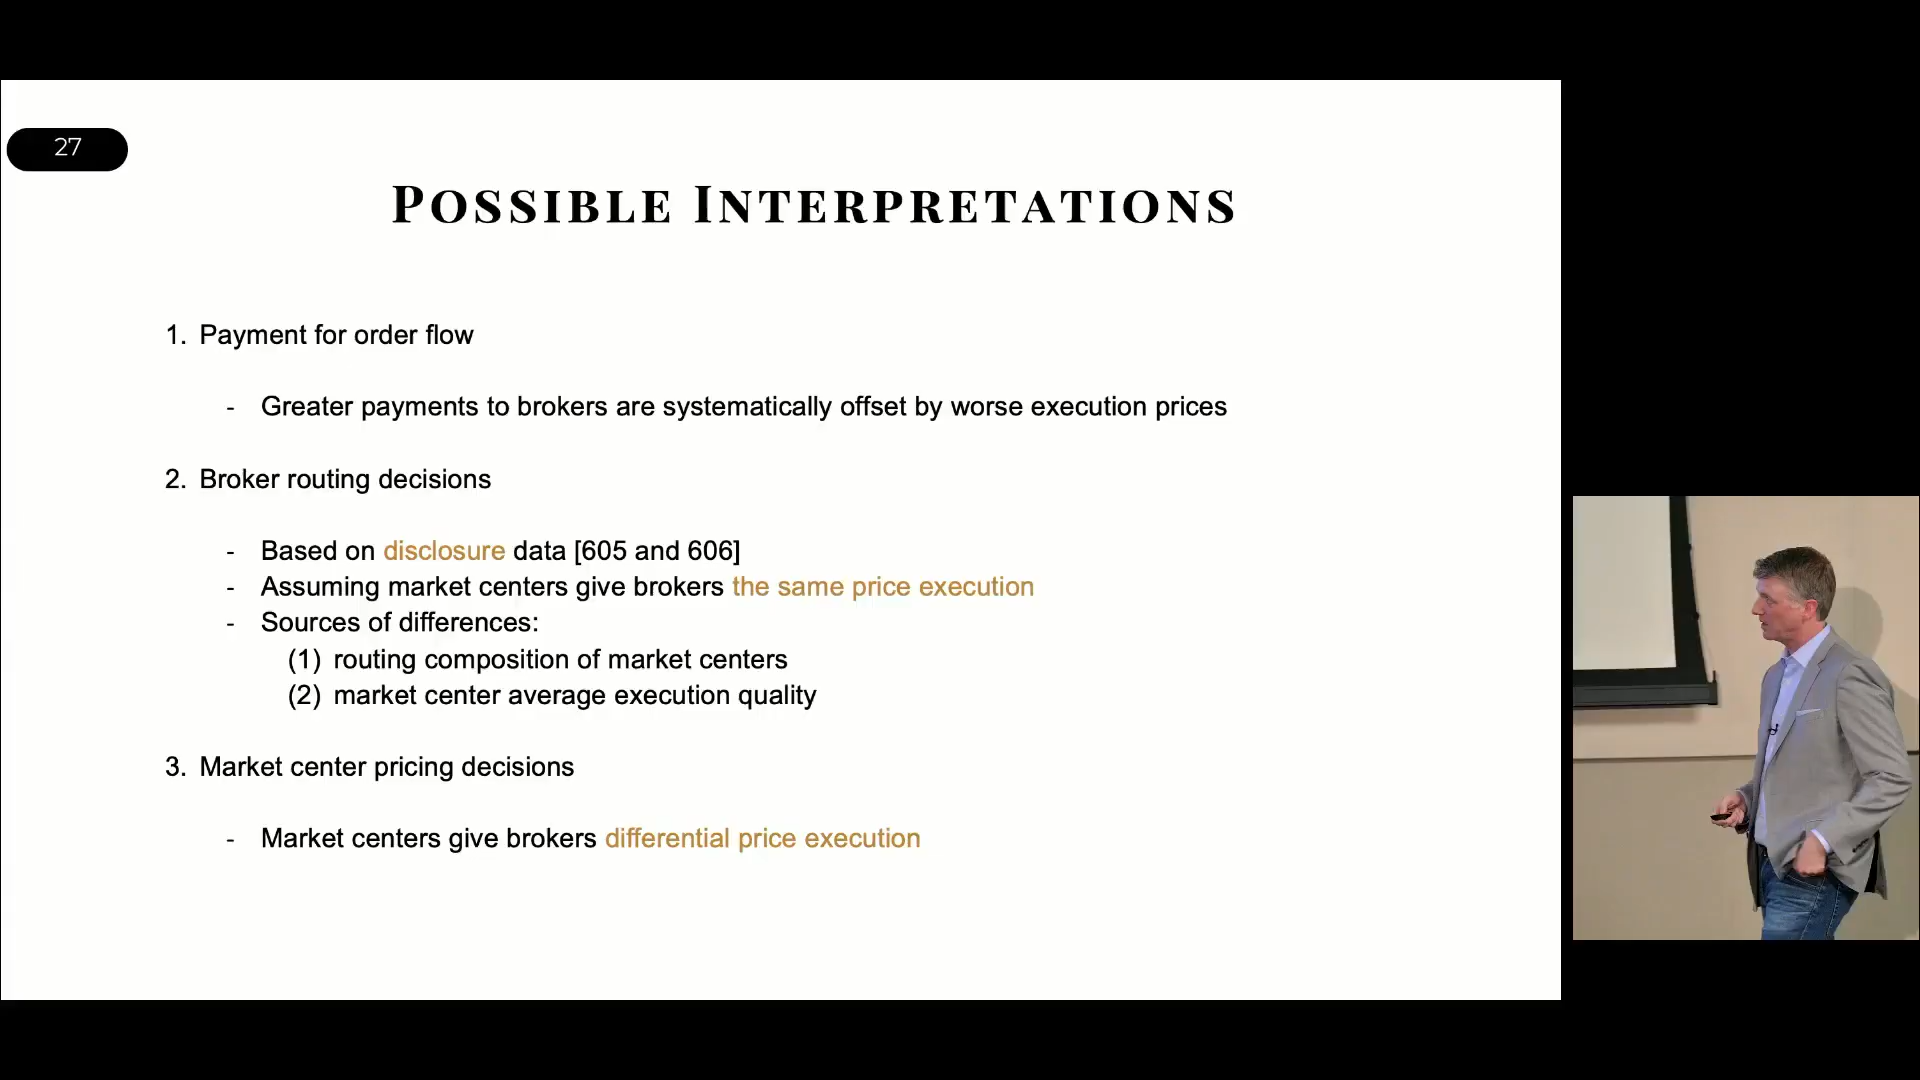 27
Possible Interpretations
1. Payment for order flow
- Greater payments to brokers are systematically offset by worse execution prices
2. Broker routing decisions
- Based on disclosure data [605 and 606]
- Assuming market centers give brokers the same price execution
- Sources of differences:
(1) routing composition of market centers
(2) market center average execution quality
3. Market center pricing decisions
- Market centers give brokers differential price execution